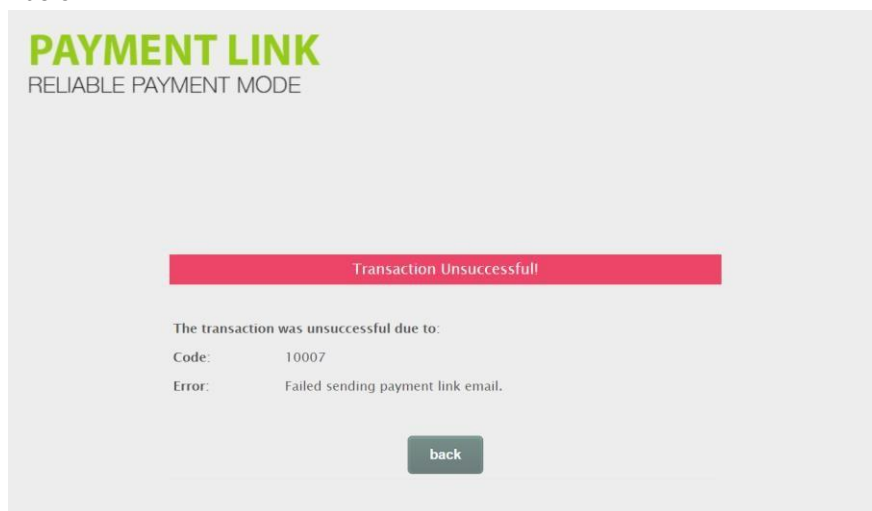 PAYMENT LINK
RELIABLE PAYMENT MODE
Transaction Unsuccessful!
The transaction was unsuccessful due to:
Code: 10007
Error: Failed sending payment link email.
back